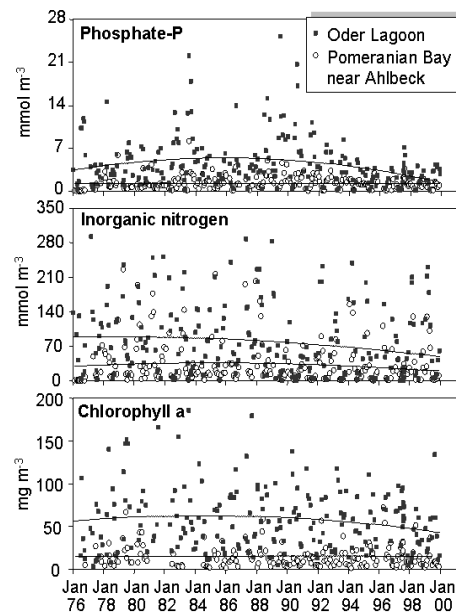 Phosphate-P
Oder Lagoon
Pomeranian Bay
near Ahlbeck
mmol m-3
28
21
14
7
0
Inorganic nitrogen
mmol m-3
350
280
210
140
70
0
Chlorophyll a
mg m-3
200
150
100
50
0
Jan Jan Jan Jan Jan Jan Jan Jan Jan Jan Jan Jan Jan
76 78 80 82 84 86 88 90 92 94 96 98 00